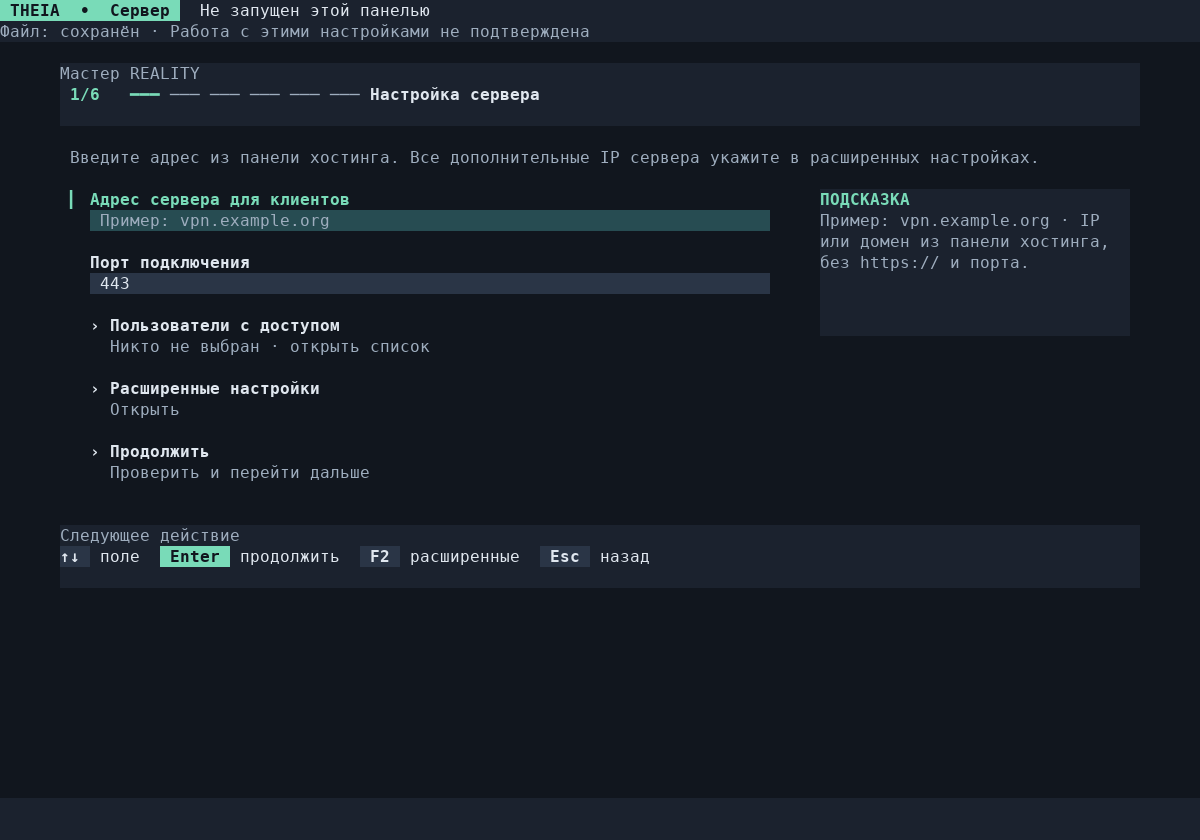 THEIA • Сервер Не запущен этой панелью
Файл: сохранён · Работа с этими настройками не подтверждена
Мастер REALITY
1/6 Настройка сервера
Введите адрес из панели хостинга. Все дополнительные IP сервера укажите в расширенных настройках.
Адрес сервера для клиентов
Пример: vpn.example.org
Порт подключения
443
› Пользователи с доступом
Никто не выбран · открыть список
› Расширенные настройки
Открыть
› Продолжить
Проверить и перейти дальше
ПОДСКАЗКА
Пример: vpn.example.org · IP
или домен из панели хостинга,
без https:// и порта.
Следующее действие
↑↓ поле Enter продолжить F2 расширенные Esc назад